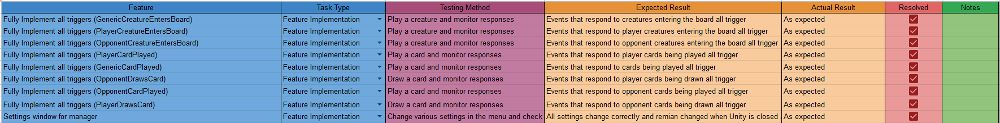 Feature Task Type Testing Method Expected Result Actual Result Resolved Notes
Fully Implement all triggers (GenericCreatureEntersBoard) Feature Implementation Play a creature and monitor responses Events that respond to creatures entering the board all trigger As expected
Fully Implement all triggers (PlayerCreatureEntersBoard) Feature Implementation Play a creature and monitor responses Events that respond to player creatures entering the board all trigger As expected
Fully Implement all triggers (OpponentCreatureEntersBoard) Feature Implementation Play a creature and monitor responses Events that respond to opponent creatures entering the board all trigger As expected
Fully Implement all triggers (PlayerCardPlayed) Feature Implementation Play a card and monitor responses Events that respond to player cards being played all trigger As expected
Fully Implement all triggers (GenericCardPlayed) Feature Implementation Play a card and monitor responses Events that respond to cards being played all trigger As expected
Fully Implement all triggers (OpponentDrawsCard) Feature Implementation Draw a card and monitor responses Events that respond to player cards being drawn all trigger As expected
Fully Implement all triggers (OpponentCardPlayed) Feature Implementation Play a card and monitor responses Events that respond to opponent cards being played all trigger As expected
Fully Implement all triggers (PlayerDrawsCard) Feature Implementation Draw a card and monitor responses Events that respond to opponent cards being drawn all trigger As expected
Settings window for manager Feature Implementation Change various settings in the menu and check All settings change correctly and remian changed when Unity is closed As expected